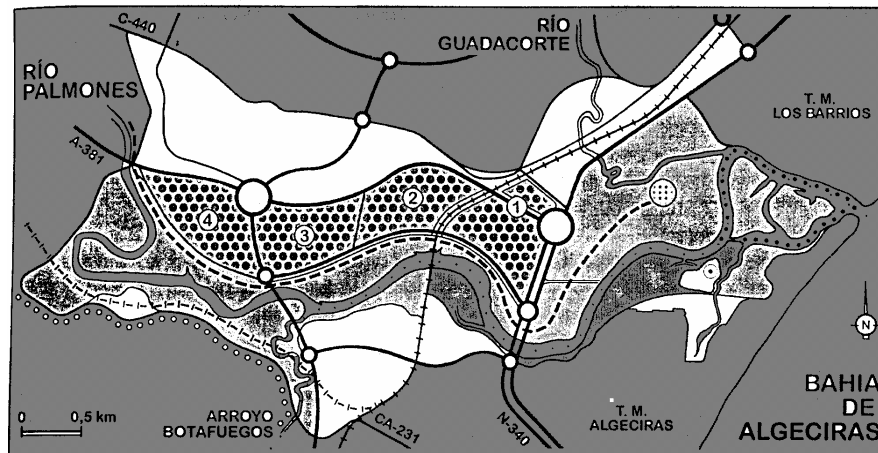 C-440
RÍO
GUADACORTE
RÍO
PALMONES
T. M.
LOS BARRIOS
A-381
1
2
3
4
N
0 0,5 km
ARROYO
BOTAFUEGOS
CA-231
N-340
T. M.
ALGECIRAS
BAHIA
DE
ALGECIRAS